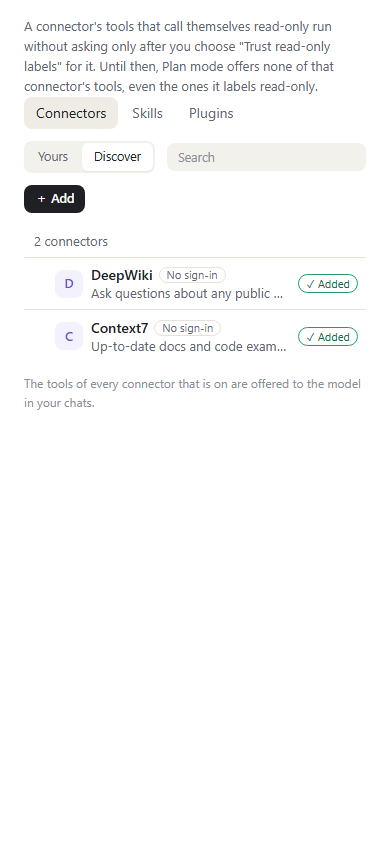 A connector's tools that call themselves read-only run
without asking only after you choose "Trust read-only
labels" for it. Until then, Plan mode offers none of that
connector's tools, even the ones it labels read-only.
Connectors Skills Plugins
Yours Discover Search
+ Add
2 connectors
D DeepWiki No sign-in
Ask questions about any public ... ✓ Added
C Context7 No sign-in
Up-to-date docs and code exam... ✓ Added
The tools of every connector that is on are offered to the model
in your chats.